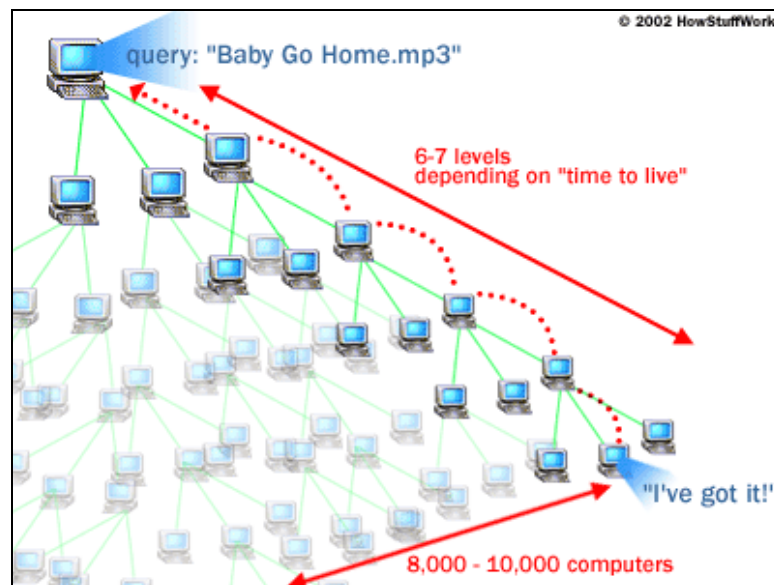 © 2002 HowStuffWork
query: "Baby Go Home.mp3"
6-7 levels
depending on "time to live"
"I've got it!"
8,000 - 10,000 computers